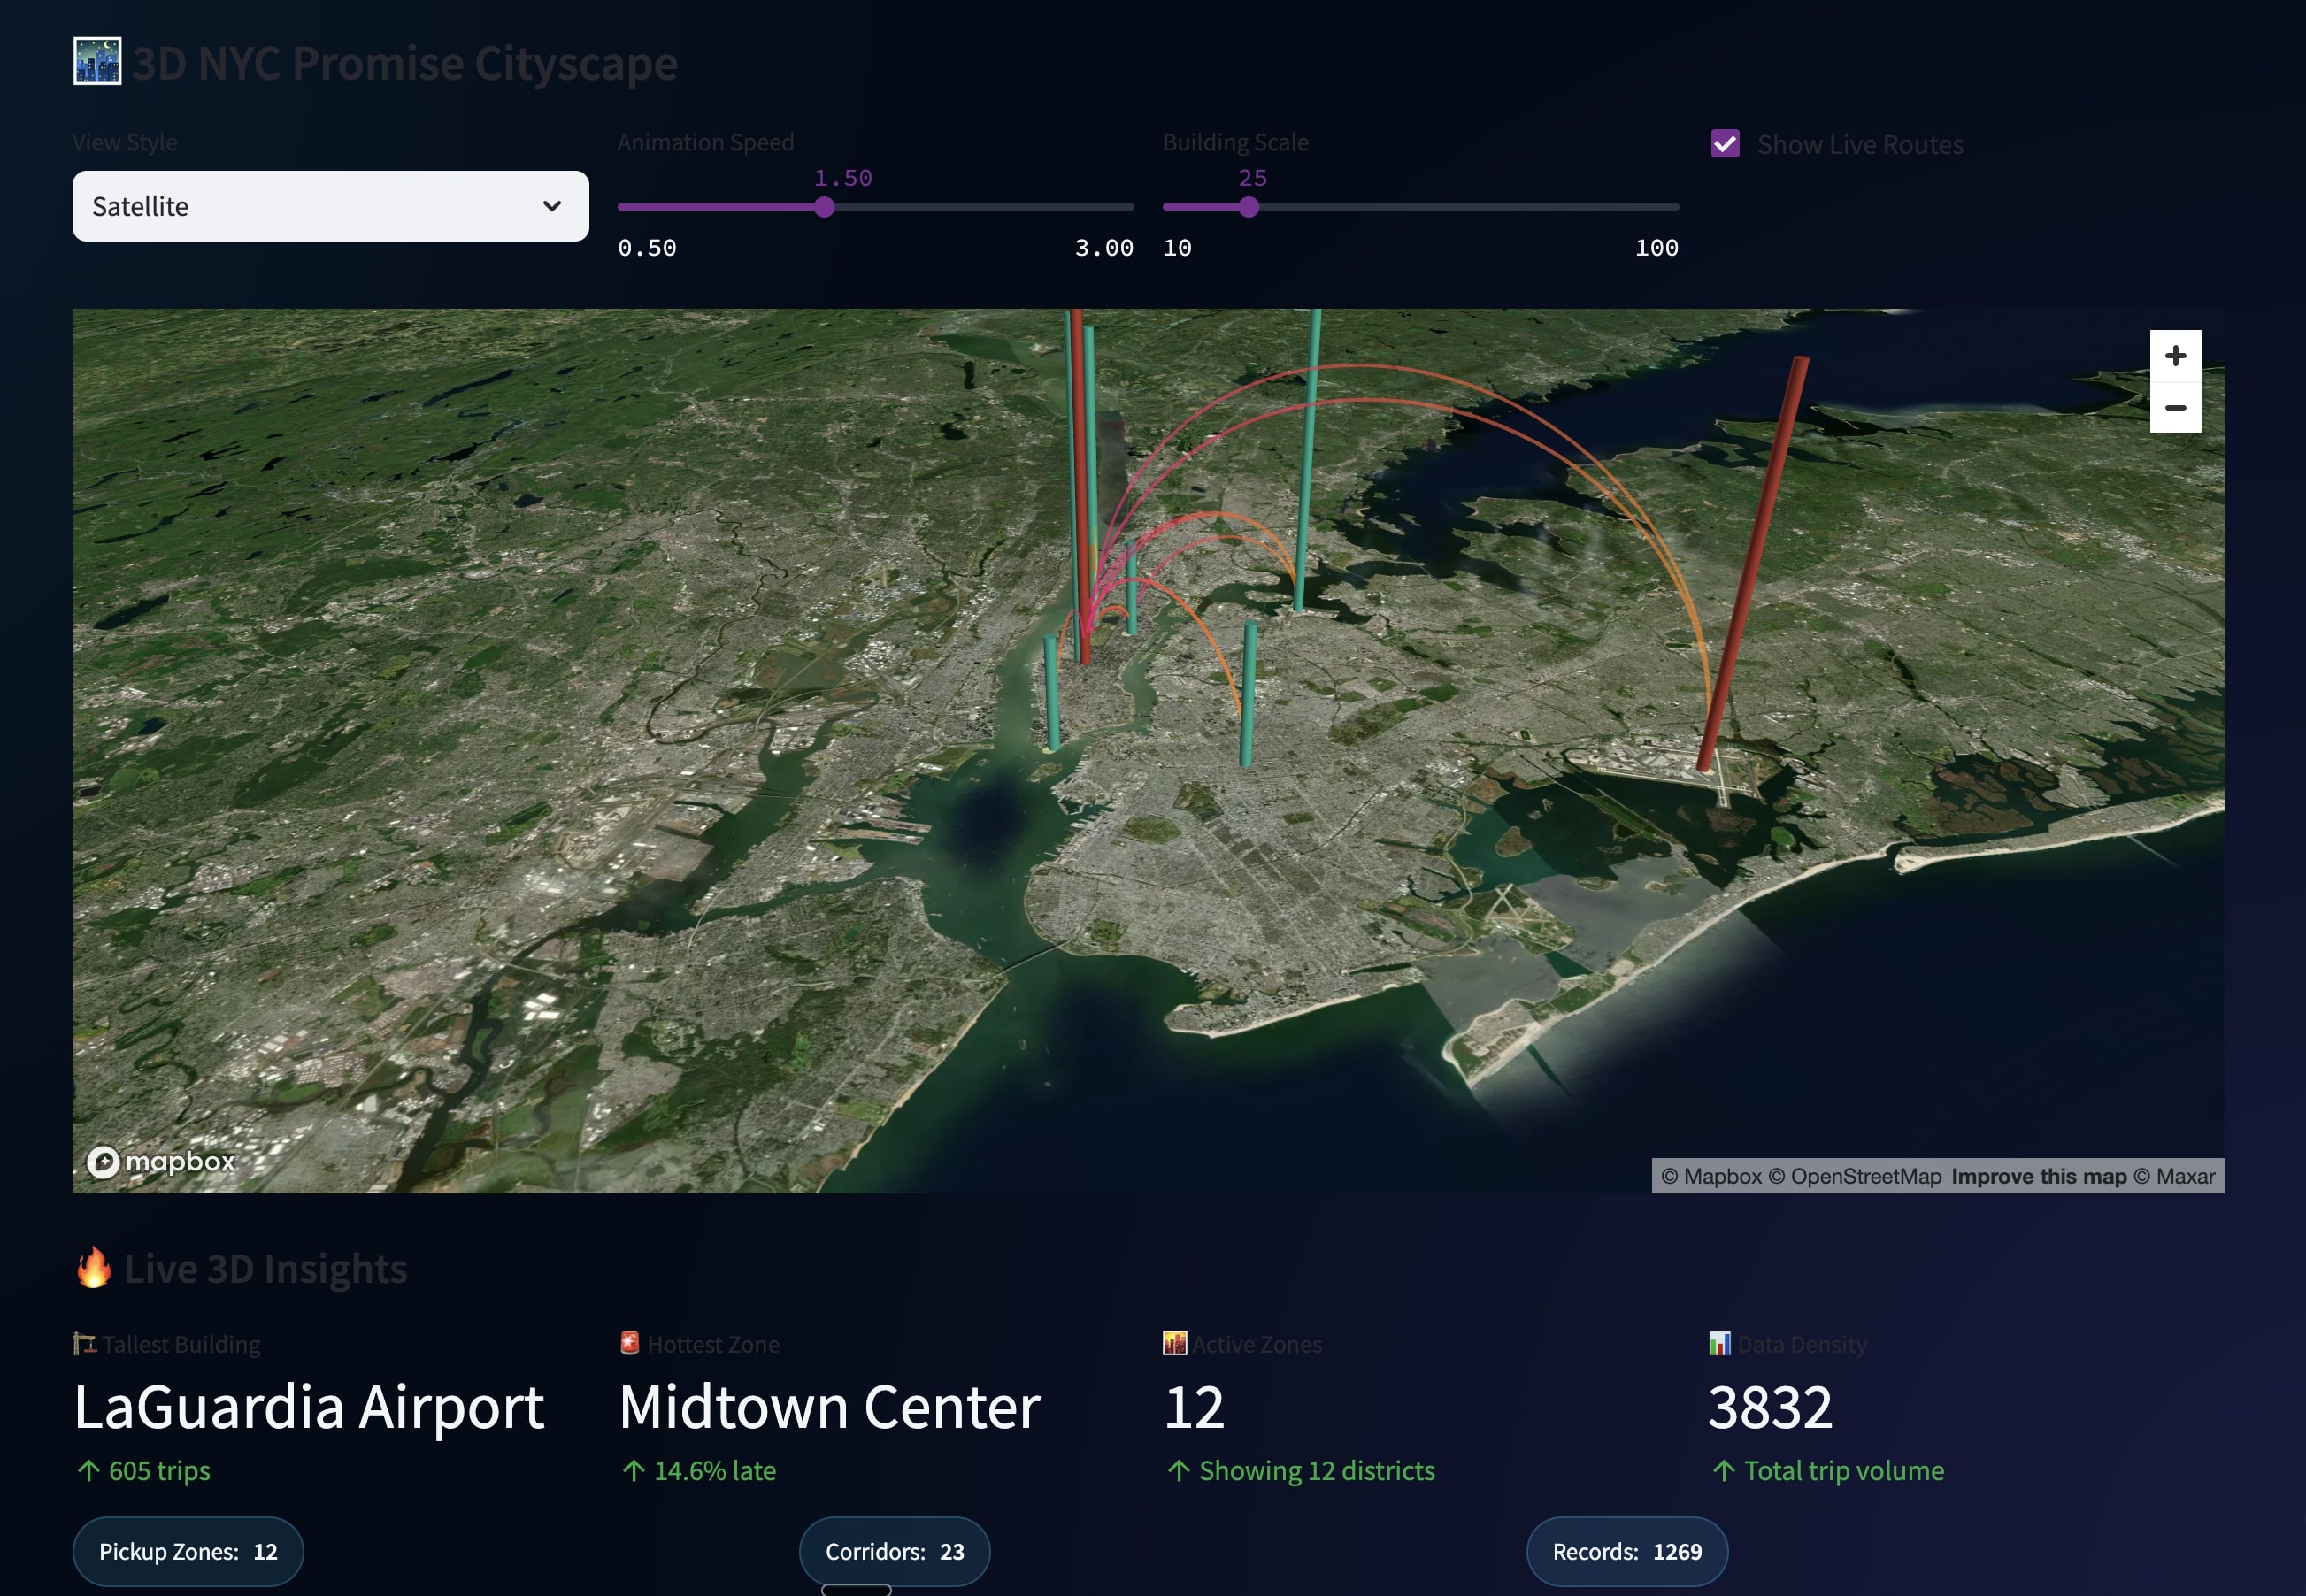 3D NYC Promise Cityscape
View Style
Animation Speed
Building Scale
Show Live Routes
Satellite
1.50
25
0.50
3.00
10
100
mapbox
© Mapbox © OpenStreetMap Improve this map © Maxar
Live 3D Insights
Tallest Building
Hottest Zone
Active Zones
Data Density
LaGuardia Airport
Midtown Center
12
3832
↑ 605 trips
↑ 14.6% late
↑ Showing 12 districts
↑ Total trip volume
Pickup Zones: 12
Corridors: 23
Records: 1269